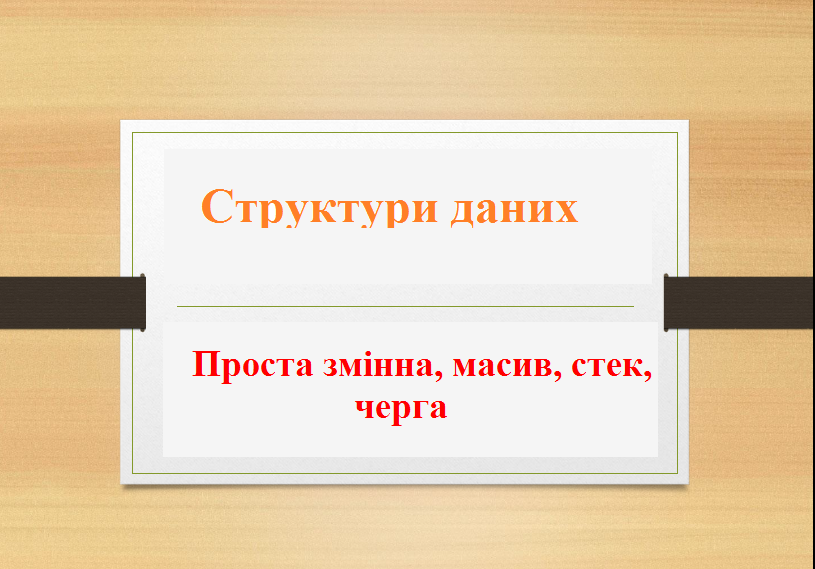 Структури даних
Проста змінна, масив, стек,
черга